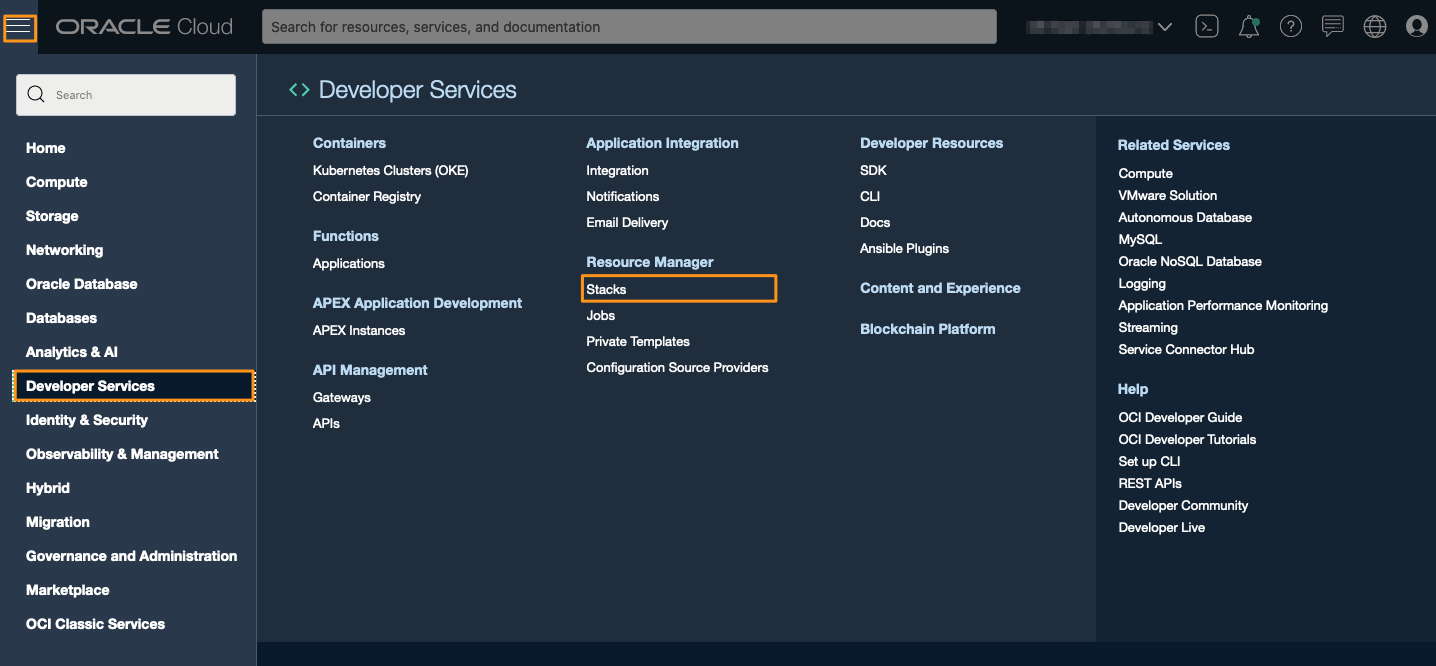 ORACLE Cloud
Search for resources, services, and documentation
Search
Home
Compute
Storage
Networking
Oracle Database
Databases
Analytics & AI
Developer Services
Identity & Security
Observability & Management
Hybrid
Migration
Governance and Administration
Marketplace
OCI Classic Services
Developer Services
Containers
Kubernetes Clusters (OKE)
Container Registry
Functions
Applications
APEX Application Development
APEX Instances
API Management
Gateways
APIs
Application Integration
Integration
Notifications
Email Delivery
Resource Manager
Stacks
Jobs
Private Templates
Configuration Source Providers
Developer Resources
SDK
CLI
Docs
Ansible Plugins
Content and Experience
Blockchain Platform
Related Services
Compute
VMware Solution
Autonomous Database
MySQL
Oracle NoSQL Database
Logging
Application Performance Monitoring
Streaming
Service Connector Hub
Help
OCI Developer Guide
OCI Developer Tutorials
Set up CLI
REST APIs
Developer Community
Developer Live